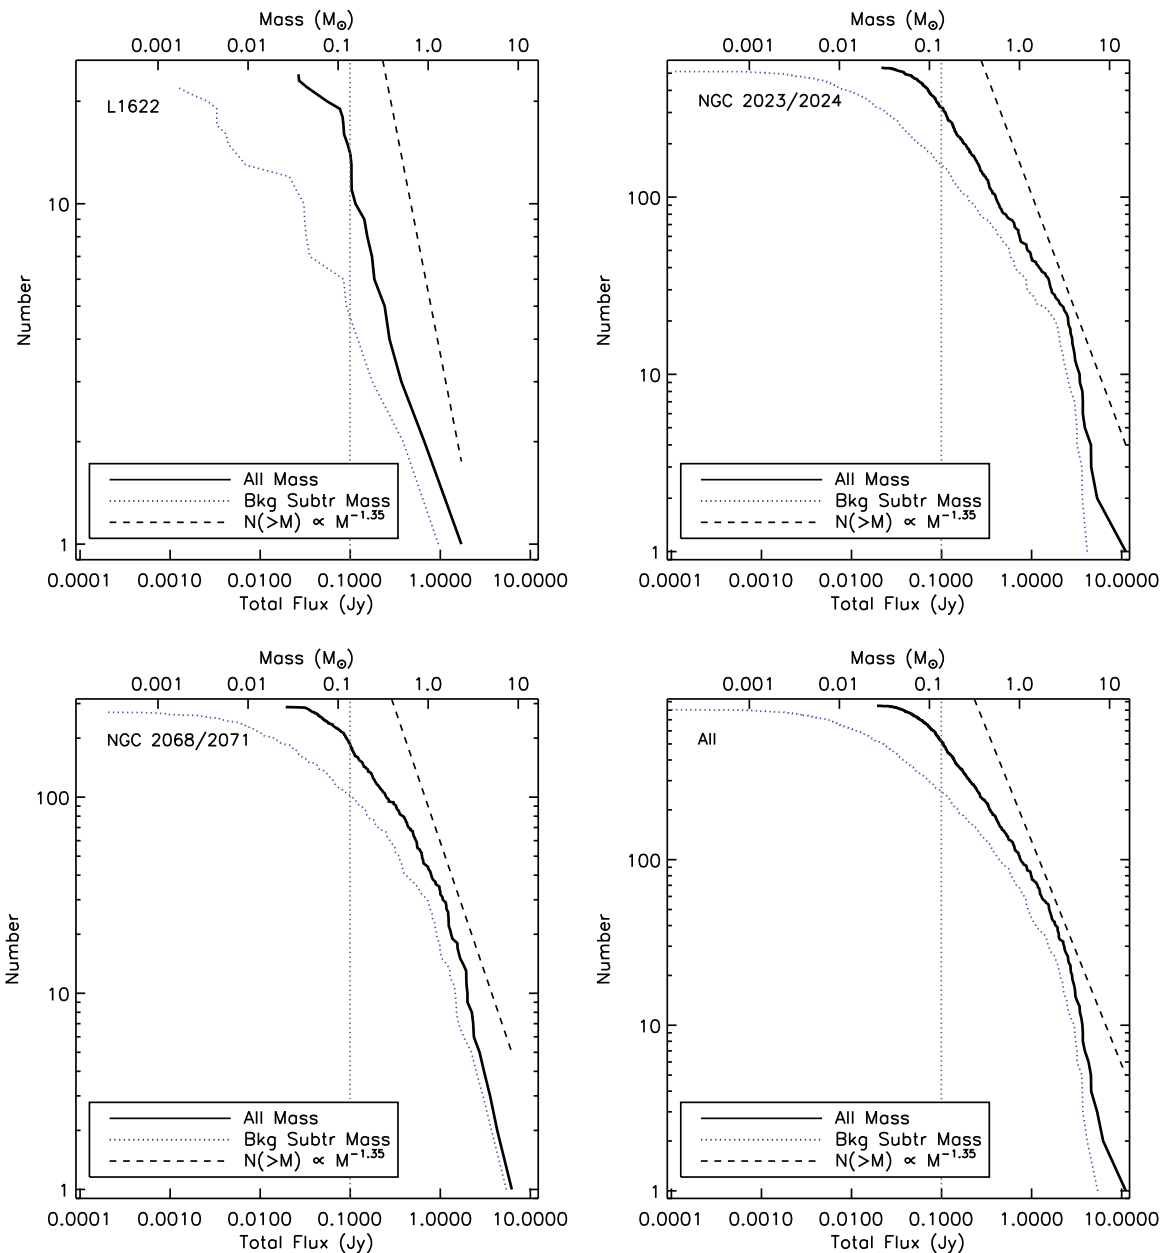 Mass (M⊙)
0.001 0.01 0.1 1.0 10
L1622
10
1
Number
All Mass
Bkg Subtr Mass
N(>M) ∝ M^-1.35
0.0001 0.0010 0.0100 0.1000 1.00000 10.0000
Total Flux (Jy)
Mass (M⊙)
0.001 0.01 0.1 1.0 10
NGC 2023/2024
100
10
1
Number
All Mass
Bkg Subtr Mass
N(>M) ∝ M^-1.35
0.0001 0.0010 0.0100 0.1000 1.00000 10.0000
Total Flux (Jy)
Mass (M⊙)
0.001 0.01 0.1 1.0 10
NGC 2068/2071
100
10
1
Number
All Mass
Bkg Subtr Mass
N(>M) ∝ M^-1.35
0.0001 0.0010 0.0100 0.1000 1.00000 10.0000
Total Flux (Jy)
Mass (M⊙)
0.001 0.01 0.1 1.0 10
All
100
10
1
Number
All Mass
Bkg Subtr Mass
N(>M) ∝ M^-1.35
0.0001 0.0010 0.0100 0.1000 1.00000 10.0000
Total Flux (Jy)